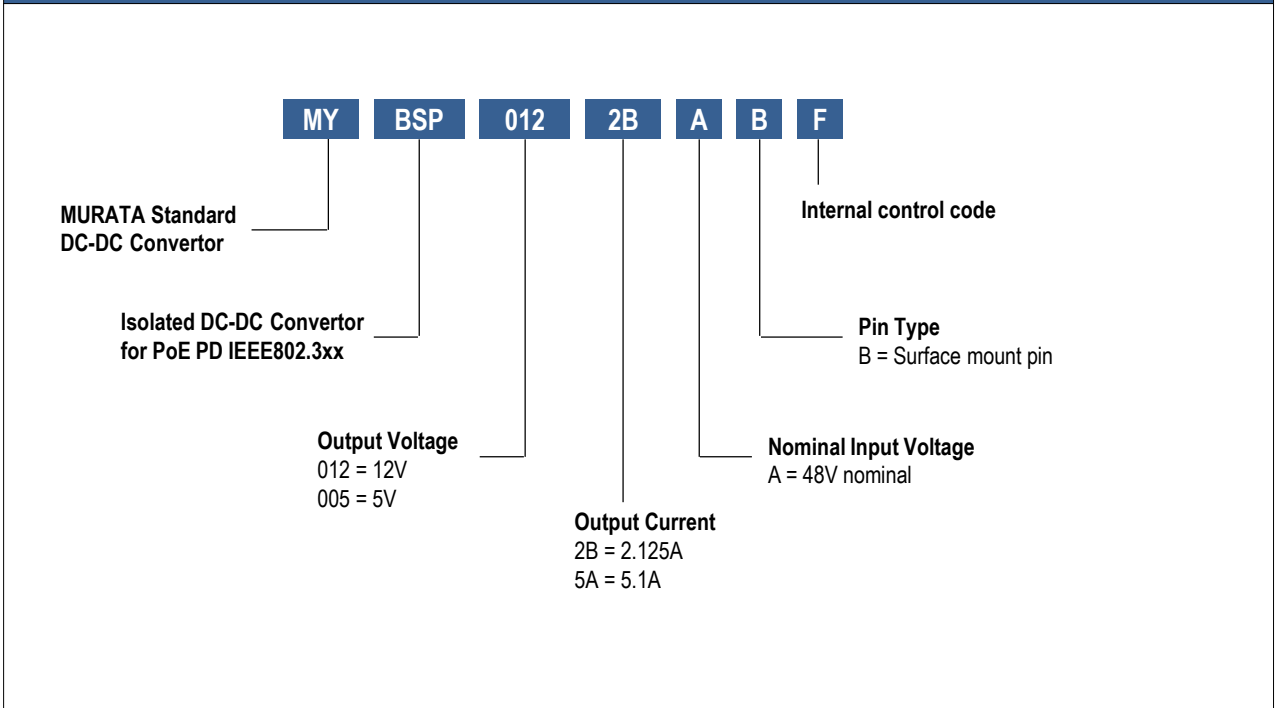 MY BSP 012 2B A B F
MURATA Standard
DC-DC Convertor
Internal control code
Isolated DC-DC Convertor
for PoE PD IEEE802.3xx
Pin Type
B = Surface mount pin
Output Voltage
012 = 12V
005 = 5V
Nominal Input Voltage
A = 48V nominal
Output Current
2B = 2.125A
5A = 5.1A